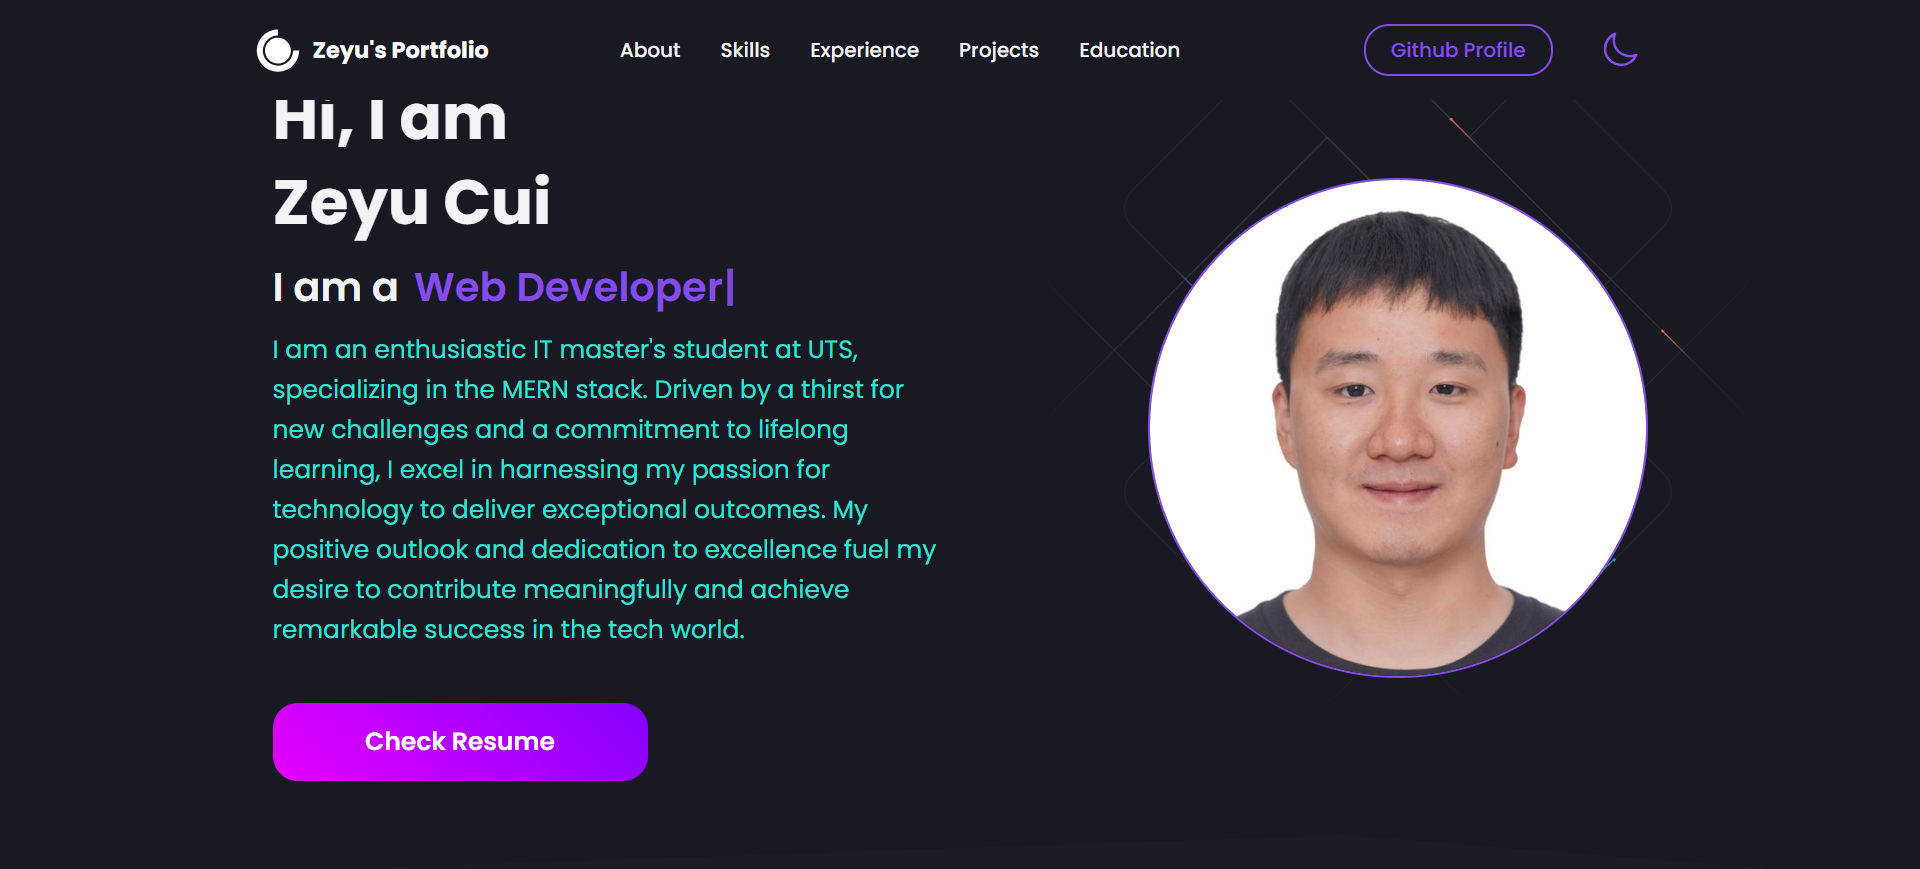 Zeyu's Portfolio
About Skills Experience Projects Education
Github Profile
Hi, I am
Zeyu Cui
I am a Web Developer|
I am an enthusiastic IT master's student at UTS,
specializing in the MERN stack. Driven by a thirst for
new challenges and a commitment to lifelong
learning, I excel in harnessing my passion for
technology to deliver exceptional outcomes. My
positive outlook and dedication to excellence fuel my
desire to contribute meaningfully and achieve
remarkable success in the tech world.
Check Resume